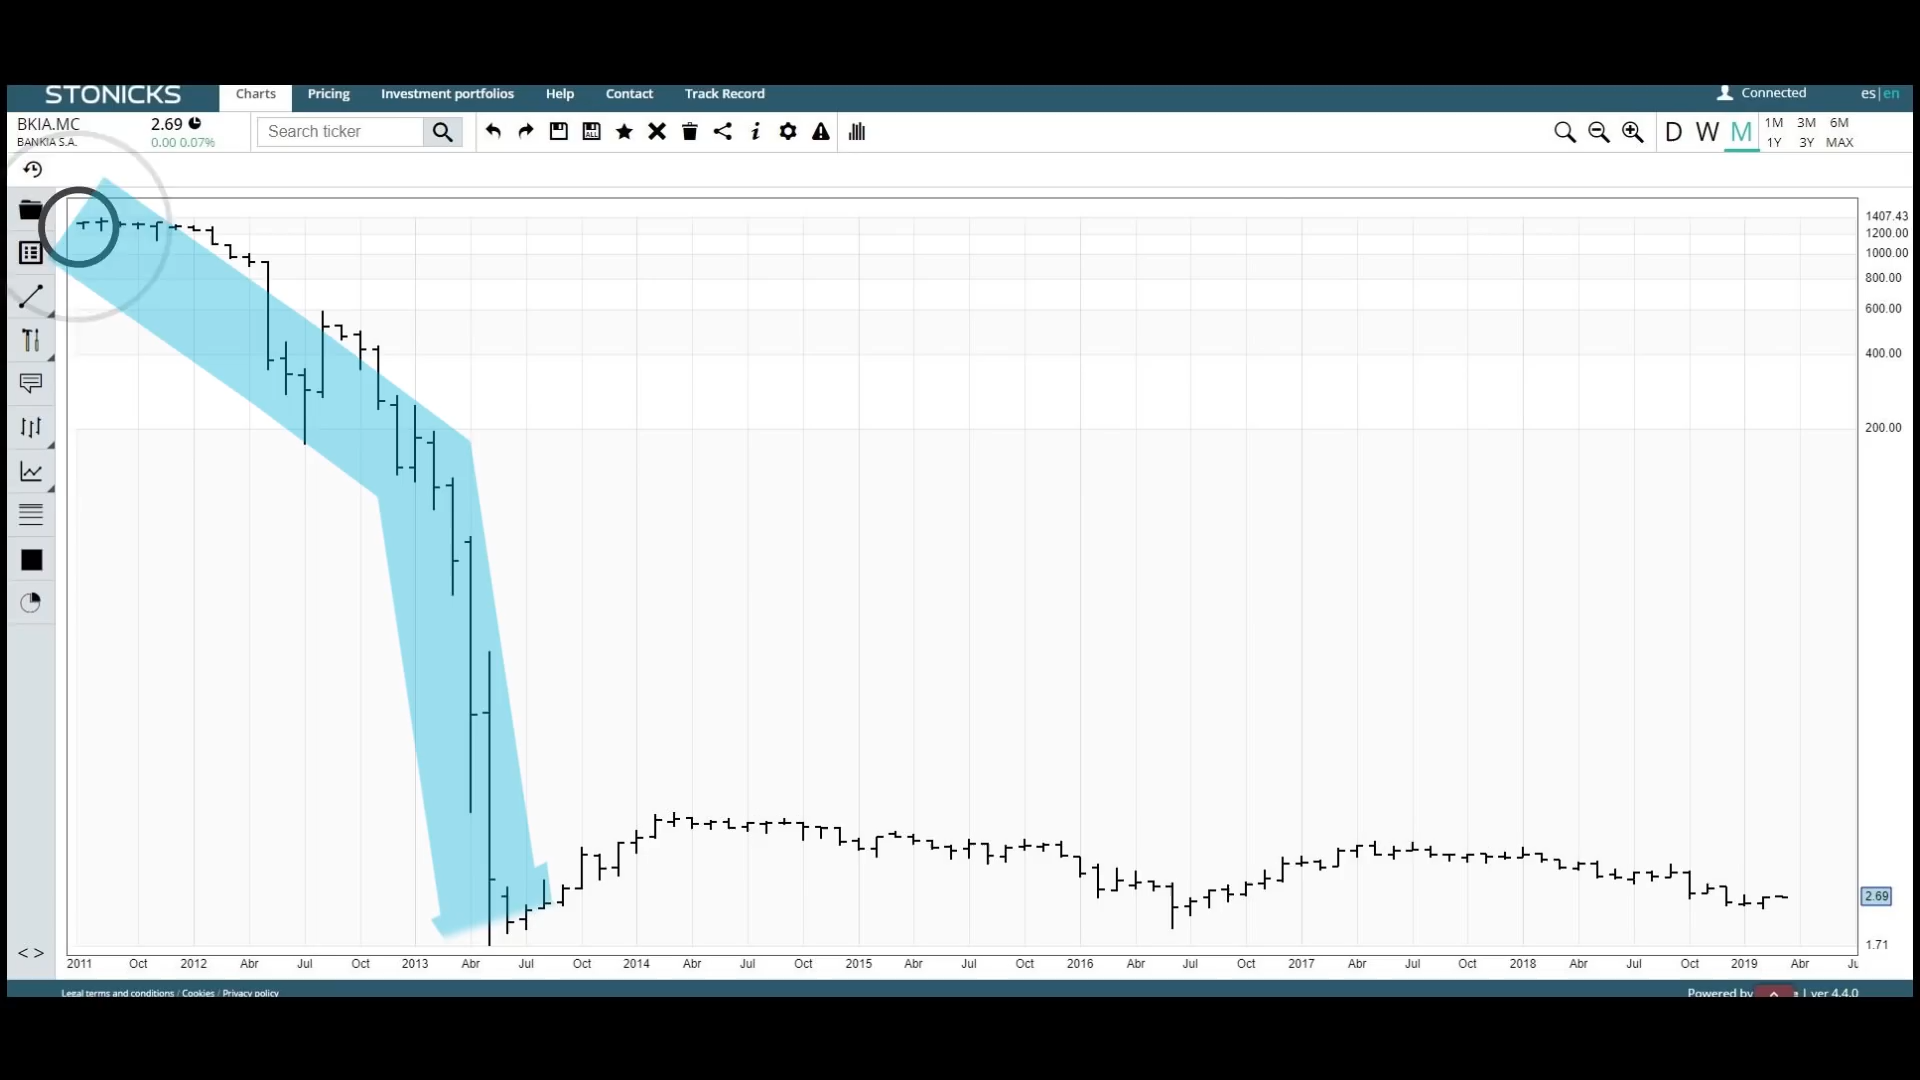 STONICKS Charts Pricing Investment portfolios Help Contact Track Record Connected es|en
BKIA.MC 2.69 Search ticker D W M 1M 3M 6M
BANKIA S.A. 0.00 0.07% 1Y 3Y MAX
1407.43
1200.00
1000.00
800.00
600.00
400.00
200.00
2.69
1.71
2011 Oct 2012 Abr Jul Oct 2013 Abr Jul Oct 2014 Abr Jul Oct 2015 Abr Jul Oct 2016 Abr Jul Oct 2017 Abr Jul Oct 2018 Abr Jul Oct 2019 Abr
Legal terms and conditions / Cookies / Privacy policy Powered by | ver 4.4.0